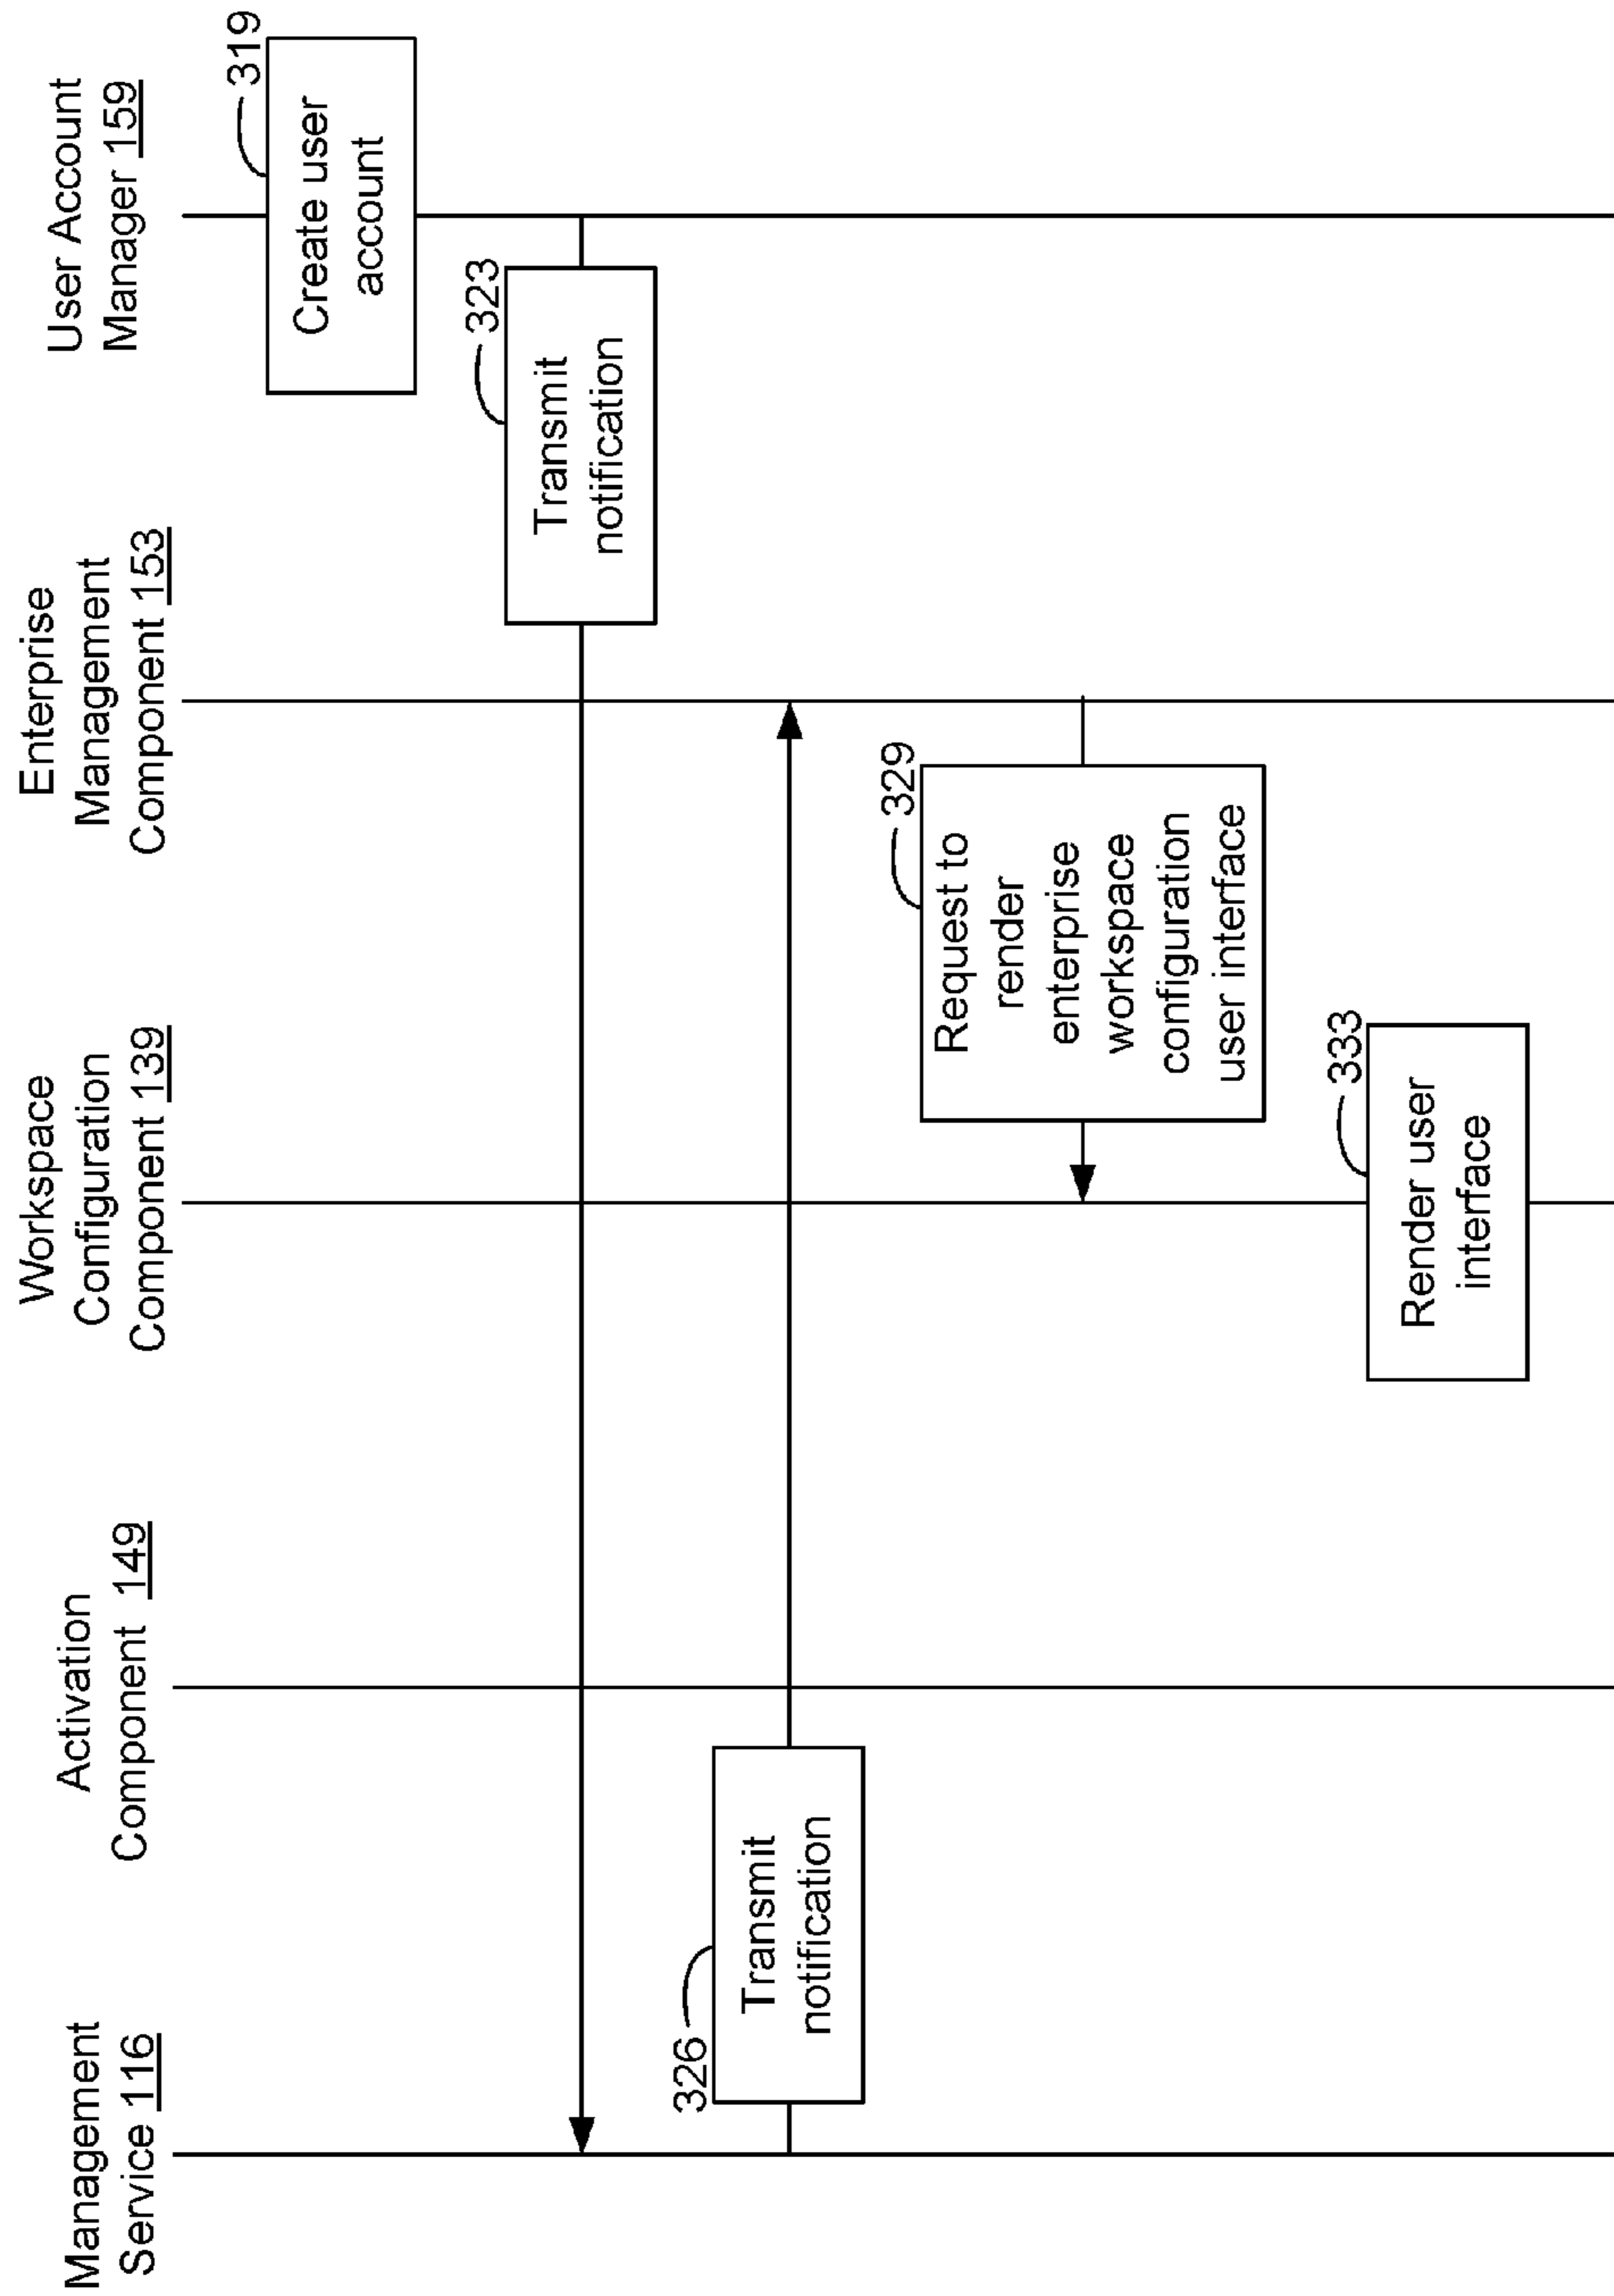 Management
Service 116
Activation
Component 149
Workspace
Configuration
Component 139
Enterprise
Management
Component 153
User Account
Manager 159
319
Create user
account
323
Transmit
notification
326
Transmit
notification
329
Request to
render
enterprise
workspace
configuration
user interface
333
Render user
interface